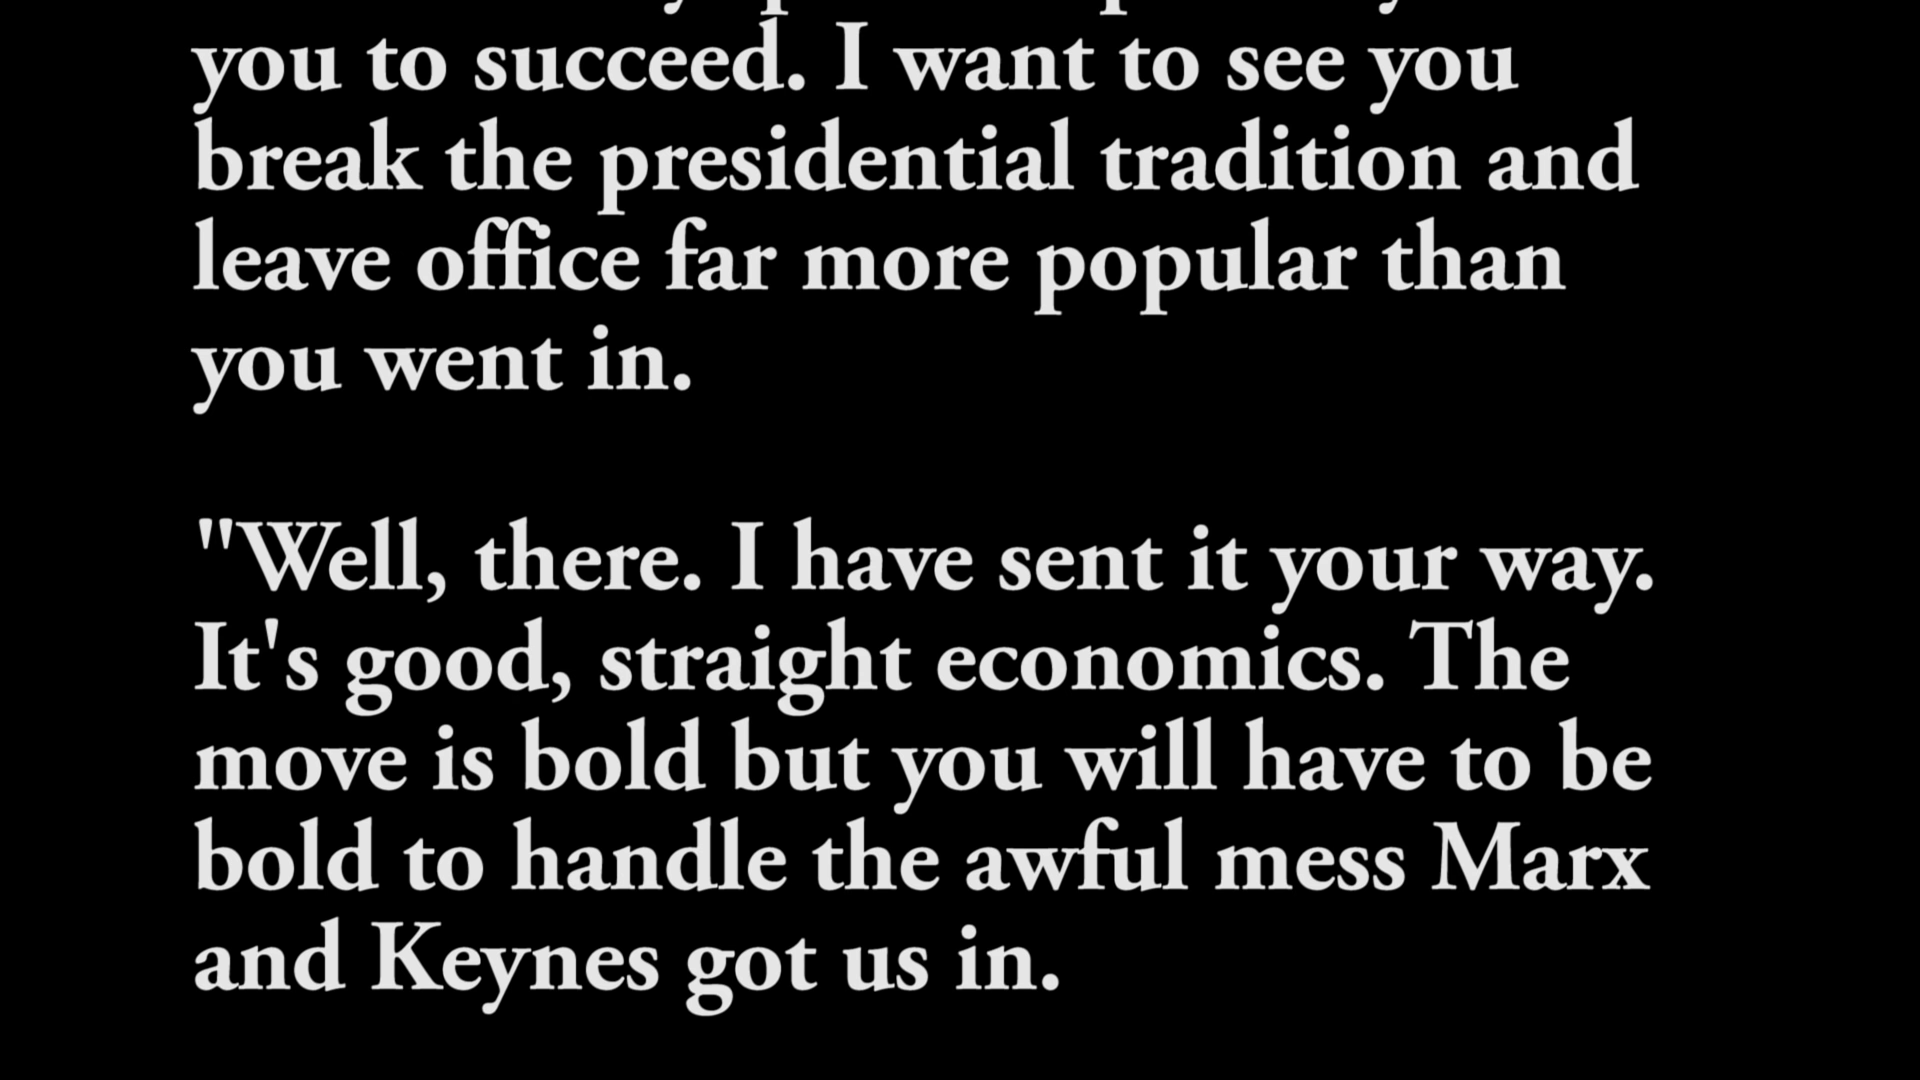 you to succeed. I want to see you
break the presidential tradition and
leave office far more popular than
you went in.
"Well, there. I have sent it your way.
It's good, straight economics. The
move is bold but you will have to be
bold to handle the awful mess Marx
and Keynes got us in.